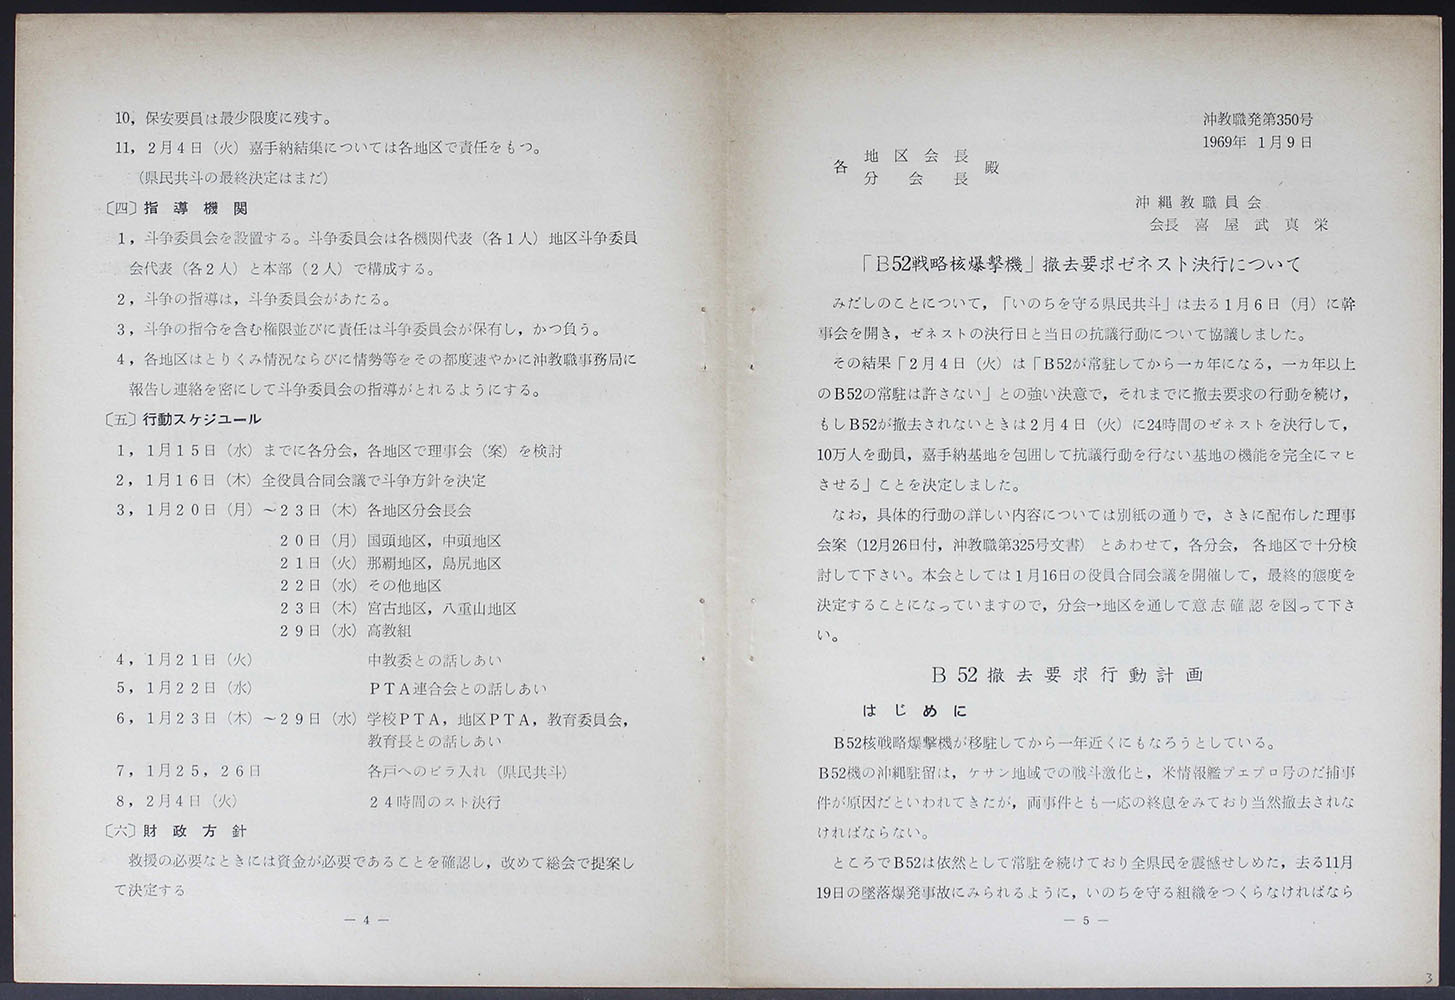 10，保安要員は最少限度に残す。
11，２月４日（火）嘉手納結集については各地区で責任をもつ。
（県民共斗の最終決定はまだ）
〔四〕指導機関
１，斗争委員会を設置する。斗争委員会は各機関代表（各１人）地区斗争委員
会代表（各２人）と本部（２人）で構成する。
２，斗争の指導は，斗争委員会があたる。
３，斗争の指令を含む権限並びに責任は斗争委員会が保有し，かつ負う。
４，各地区はとりくみ情況ならびに情勢等をその都度速やかに沖教職事務局に
報告し連絡を密にして斗争委員会の指導がとれるようにする。
〔五〕行動スケジュール
１，１月１５日（水）までに各分会，各地区で理事会（案）を検討
２，１月１６日（木）全役員合同会議で斗争方針を決定
３，１月２０日（月）～２３日（木）各地区分会長会
２０日（月）国頭地区，中頭地区
２１日（火）那覇地区，島尻地区
２２日（水）その他地区
２３日（木）宮古地区，八重山地区
２９日（水）高教組
４，１月２１日（火）　中教委との話しあい
５，１月２２日（水）　ＰＴＡ連合会との話しあい
６，１月２３日（木）～２９日（水）学校ＰＴＡ，地区ＰＴＡ，教育委員会，
教育長との話しあい
７，１月２５，２６日　各戸へのビラ入れ（県民共斗）
８，２月４日（火）　２４時間のスト決行
〔六〕財政方針
救援の必要なときには資金が必要であることを確認し，改めて総会で提案し
て決定する
― 4 ―
沖教職発第350号
1969年 １月９日
各 地区会長 殿
分会長
沖縄教職員会
会長 喜屋武真栄
「Ｂ52戦略核爆撃機」撤去要求ゼネスト決行について
みだしのことについて，「いのちを守る県民共斗」は去る１月６日（月）に幹
事会を開き，ゼネストの決行日と当日の抗議行動について協議しました。
その結果「２月４日（火）は「Ｂ52が常駐してから一カ年になる，一カ年以上
のＢ52の常駐は許さない」との強い決意で，それまでに撤去要求の行動を続け，
もしＢ52が撤去されないときは２月４日（火）に24時間のゼネストを決行して，
10万人を動員，嘉手納基地を包囲して抗議行動を行ない基地の機能を完全にマヒ
させる」ことを決定しました。
なお，具体的行動の詳しい内容については別紙の通りで，さきに配布した理事
会案（12月26日付，沖教職第325号文書）とあわせて，各分会，各地区で十分検
討して下さい。本会としては１月16日の役員合同会議を開催して，最終的態度を
決定することになっていますので，分会→地区を通して意志確認を図って下さ
い。
Ｂ52撤去要求行動計画
はじめに
Ｂ52核戦略爆撃機が移駐してから一年近くにもなろうとしている。
Ｂ52機の沖縄駐留は，ケサン地域での戦斗激化と，米情報艦プエプロ号のだ捕事
件が原因だといわれてきたが，両事件とも一応の終息をみており当然撤去されな
ければならない。
ところでＢ52は依然として常駐を続けており全県民を震憾せしめた，去る11月
19日の墜落爆発事故にみられるように，いのちを守る組織をつくらなければなら
― 5 ―
3